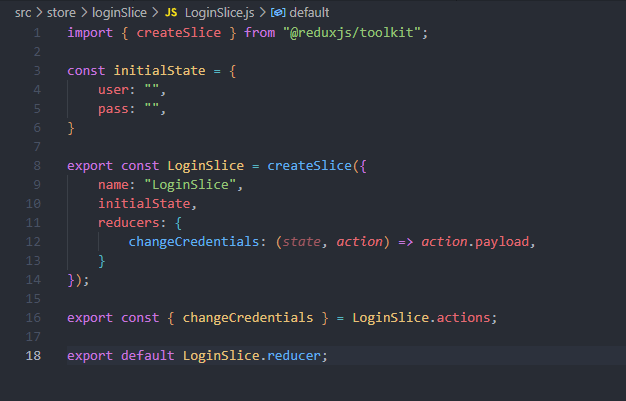 src > store > loginSlice > JS LoginSlice.js > default
1 import { createSlice } from "@reduxjs/toolkit";
2
3 const initialState = {
4     user: "",
5     pass: "",
6 }
7
8 export const LoginSlice = createSlice({
9     name: "LoginSlice",
10     initialState,
11     reducers: {
12         changeCredentials: (state, action) => action.payload,
13     }
14 });
15
16 export const { changeCredentials } = LoginSlice.actions;
17
18 export default LoginSlice.reducer;